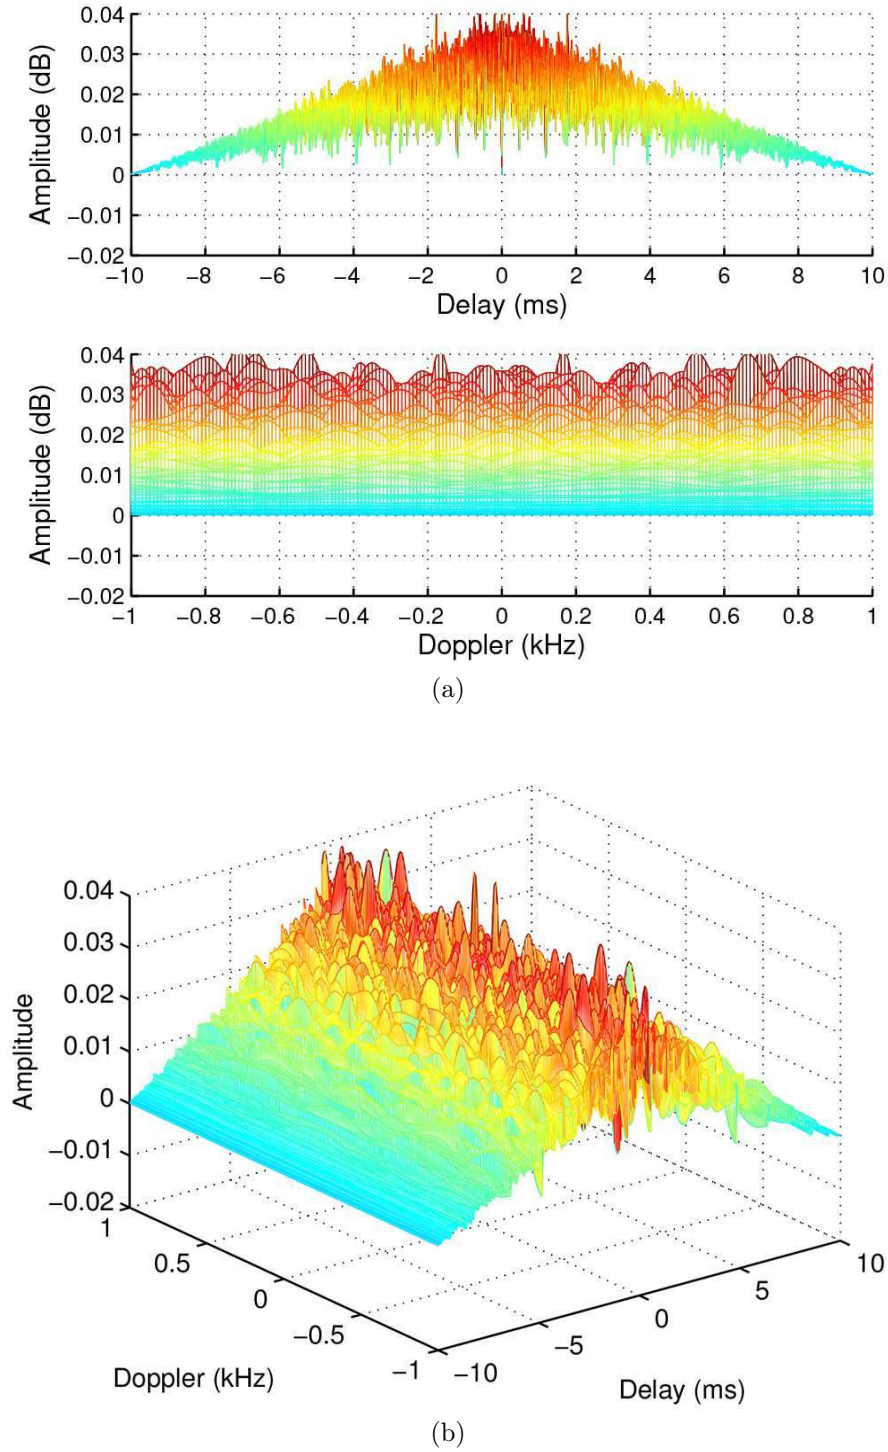 0.04
0.03
0.02
0.01
0
−0.01
−0.02
Amplitude (dB)
−10 −8 −6 −4 −2 0 2 4 6 8 10
Delay (ms)
0.04
0.03
0.02
0.01
0
−0.01
−0.02
Amplitude (dB)
−1 −0.8 −0.6 −0.4 −0.2 0 0.2 0.4 0.6 0.8 1
Doppler (kHz)
(a)
0.04
0.03
0.02
0.01
0
−0.01
−0.02
Amplitude
1
0.5
0
−0.5
−1
Doppler (kHz)
−10
−5
0
5
10
Delay (ms)
(b)